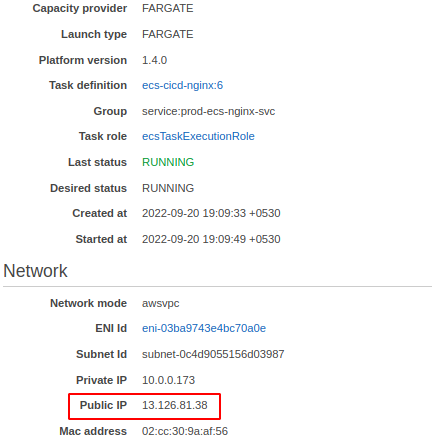 Capacity provider FARGATE
Launch type FARGATE
Platform version 1.4.0
Task definition ecs-cicd-nginx:6
Group service:prod-ecs-nginx-svc
Task role ecsTaskExecutionRole
Last status RUNNING
Desired status RUNNING
Created at 2022-09-20 19:09:33 +0530
Started at 2022-09-20 19:09:49 +0530
Network
Network mode awsvpc
ENI Id eni-03ba9743e4bc70a0e
Subnet Id subnet-0c4d9055156d03987
Private IP 10.0.0.173
Public IP 13.126.81.38
Mac address 02:cc:30:9a:af:56